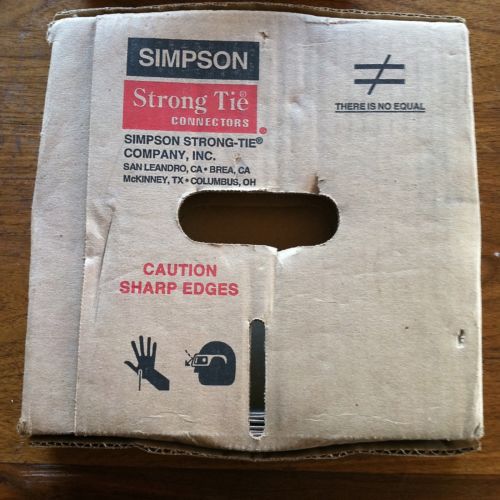 SIMPSON
Strong Tie®
CONNECTORS®
SIMPSON STRONG-TIE®
COMPANY, INC.
SAN LEANDRO, CA • BREA, CA
McKINNEY, TX • COLUMBUS, OH
≠
THERE IS NO EQUAL
CAUTION
SHARP EDGES